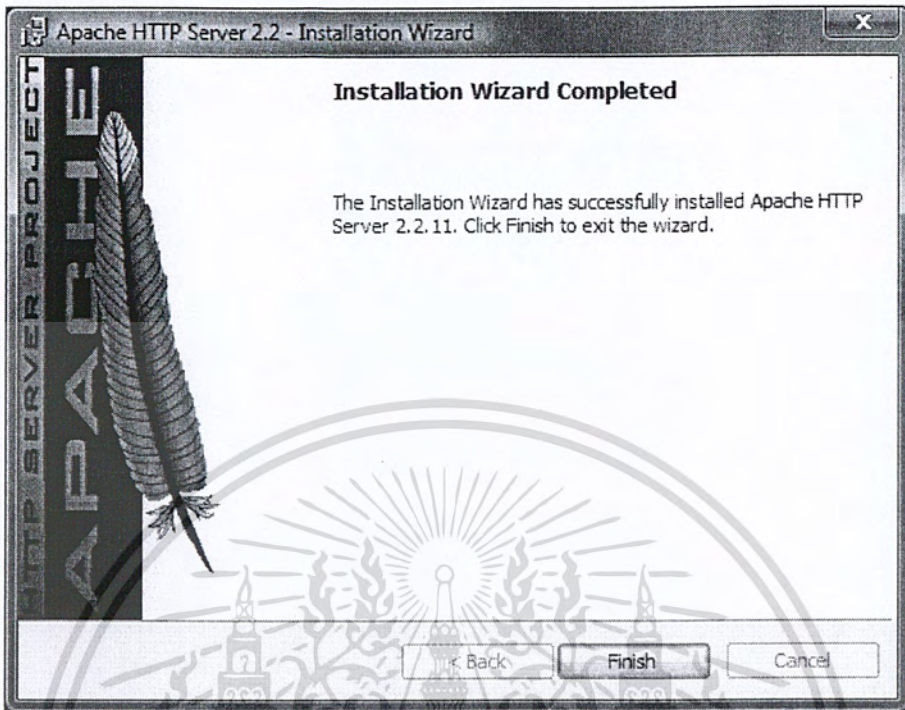 Apache HTTP Server 2.2 - Installation Wizard
HTTP SERVER PROJECT
APACHE
Installation Wizard Completed
The Installation Wizard has successfully installed Apache HTTP
Server 2.2.11. Click Finish to exit the wizard.
< Back
Finish
Cancel